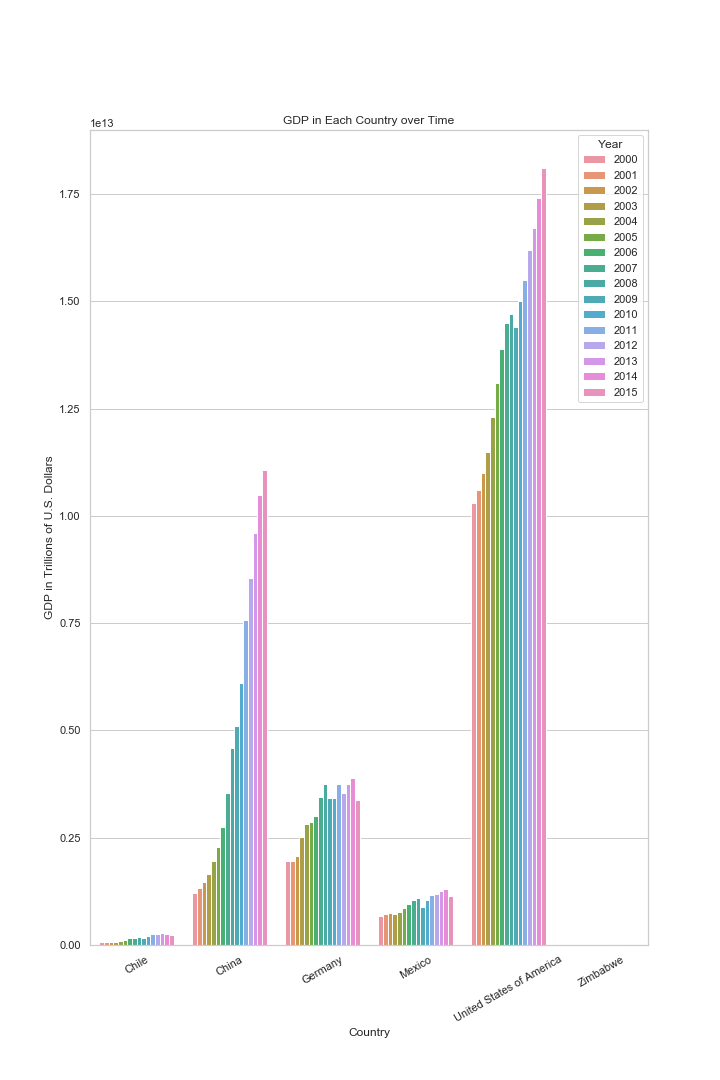 GDP in Each Country over Time
1e13
Year
2000
2001
2002
2003
2004
2005
2006
2007
2008
2009
2010
2011
2012
2013
2014
2015
1.75
1.50
1.25
1.00
0.75
0.50
0.25
0.00
GDP in Trillions of U.S. Dollars
Chile
China
Germany
Mexico
United States of America
Zimbabwe
Country